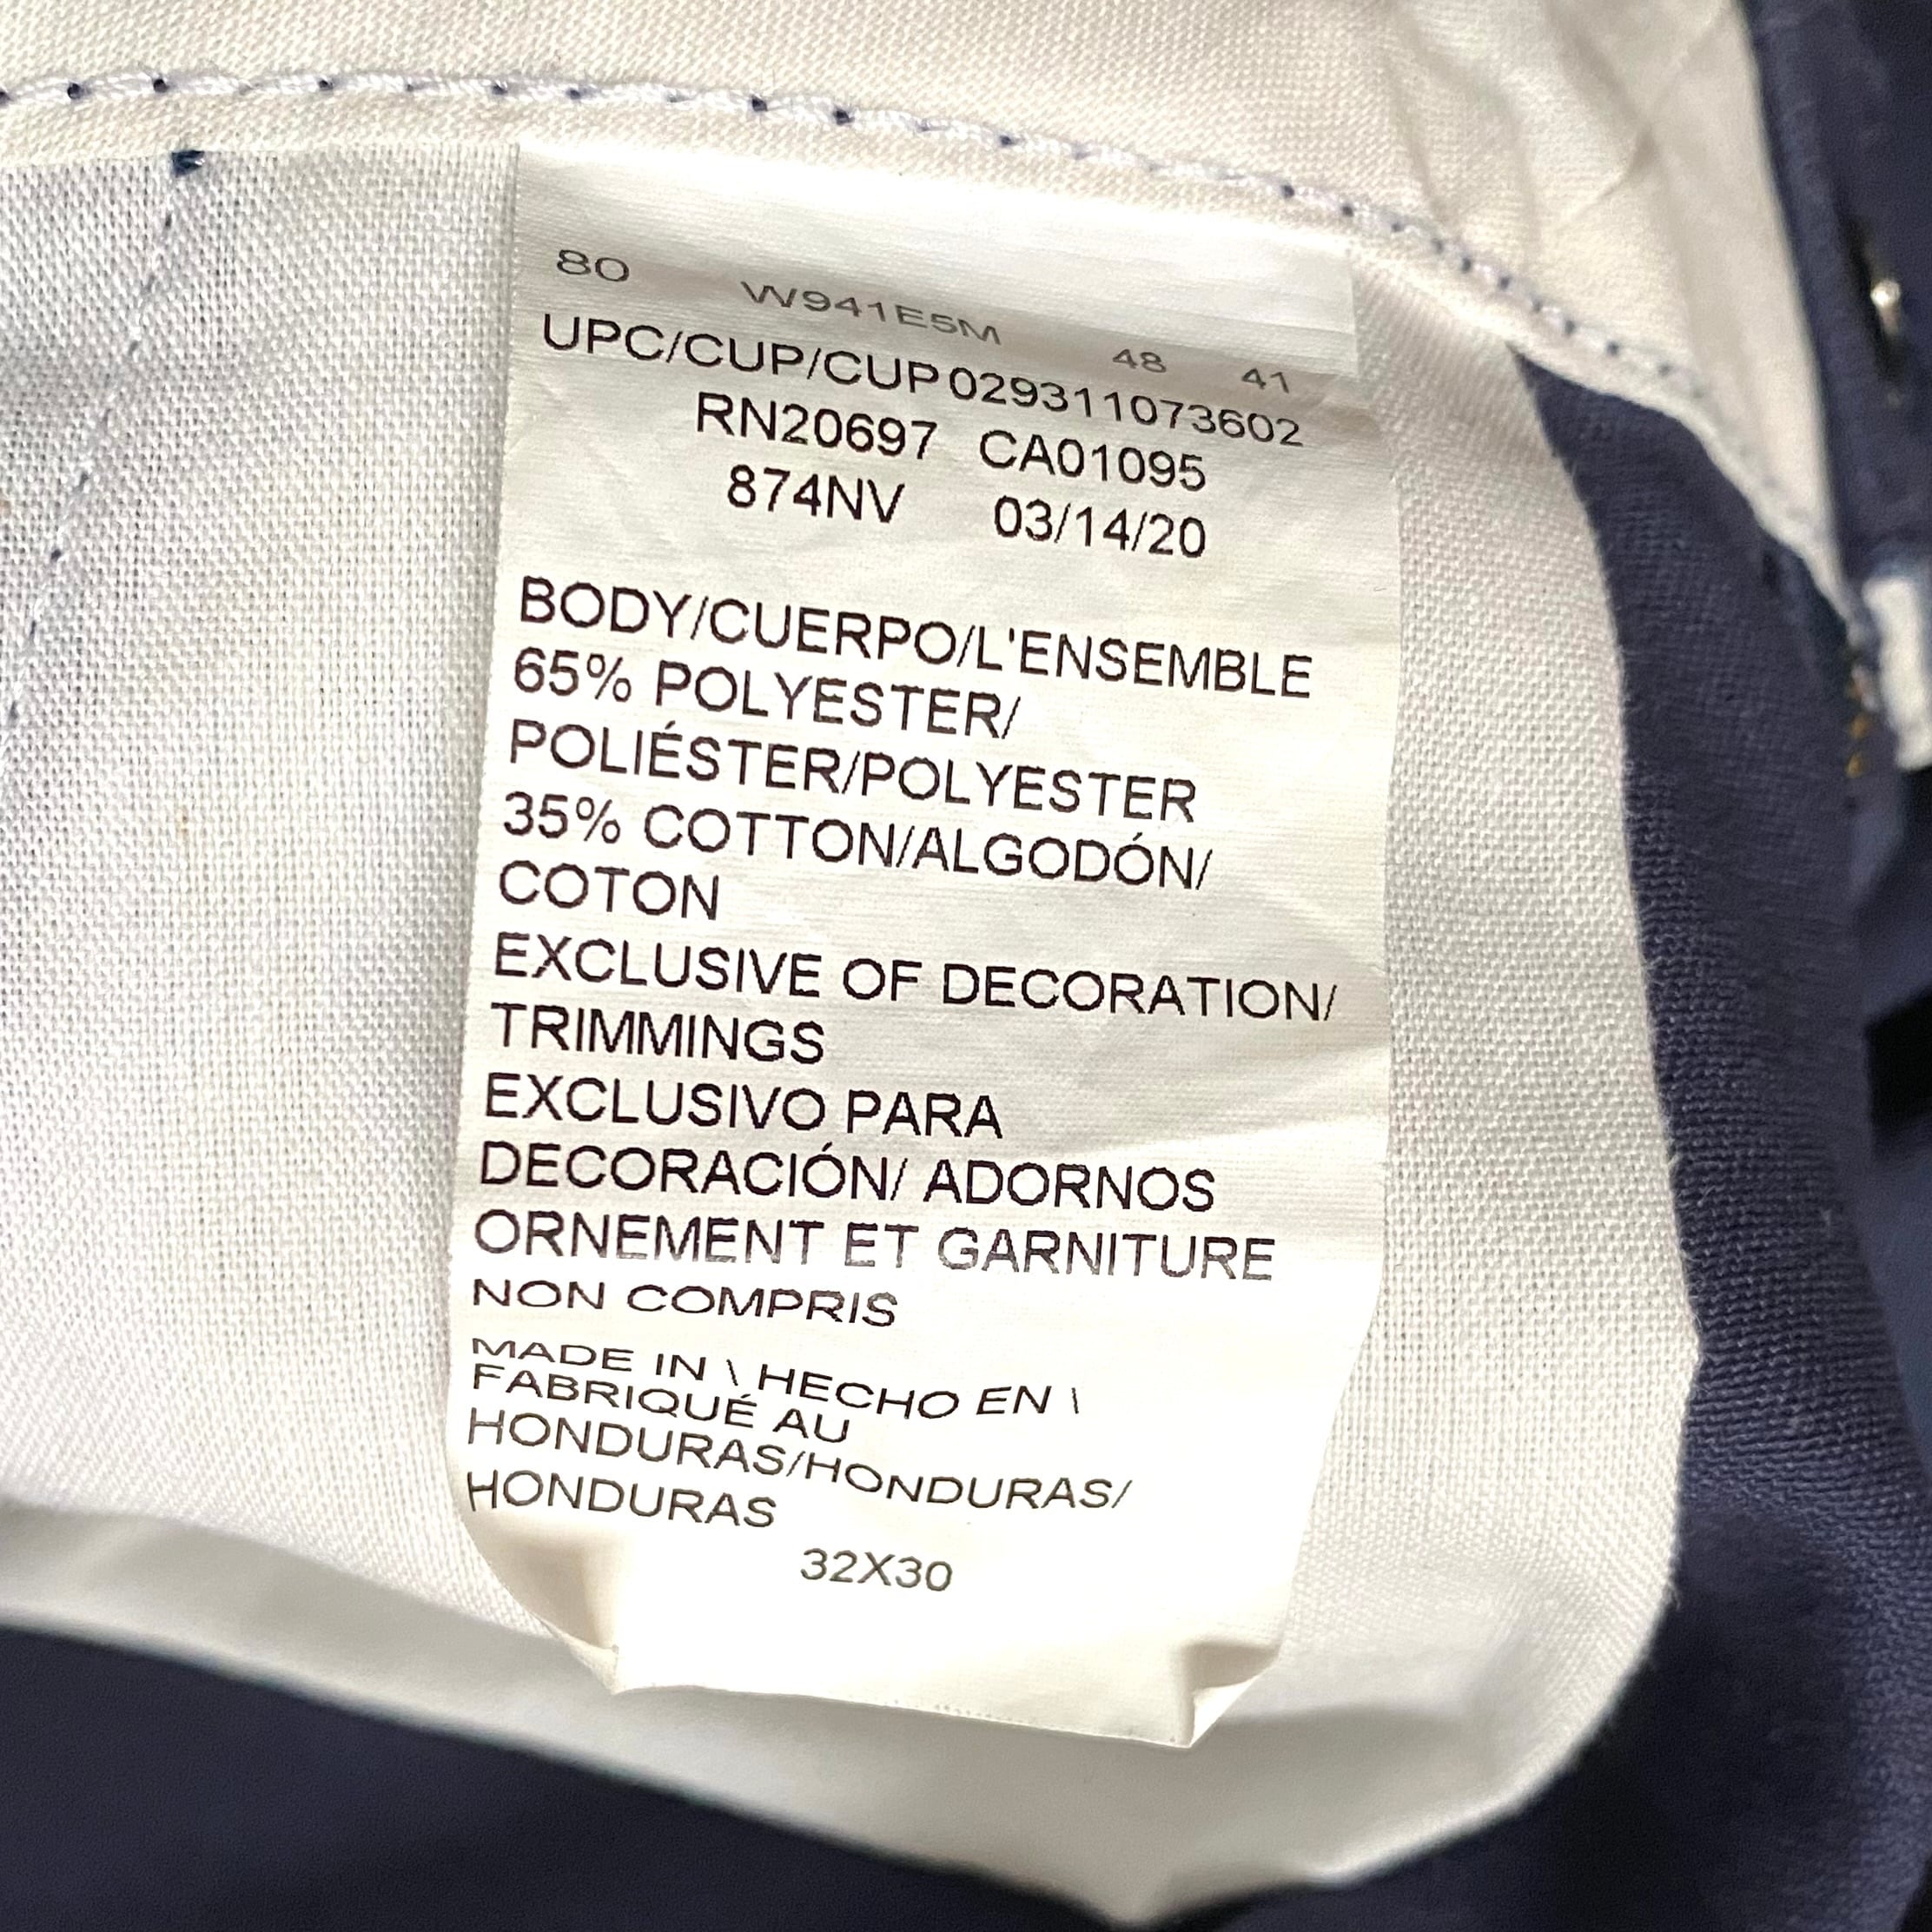 80 W941E5M 48 41
UPC/CUP/CUP 029311073602
RN20697 CA01095
874NV 03/14/20
BODY/CUERPO/L'ENSEMBLE
65% POLYESTER/
POLIÉSTER/POLYESTER
35% COTTON/ALGODÓN/
COTON
EXCLUSIVE OF DECORATION/
TRIMMINGS
EXCLUSIVO PARA
DECORACIÓN/ ADORNOS
ORNEMENT ET GARNITURE
NON COMPRIS
MADE IN \ HECHO EN \
FABRIQUÉ AU
HONDURAS/HONDURAS/
HONDURAS
32X30